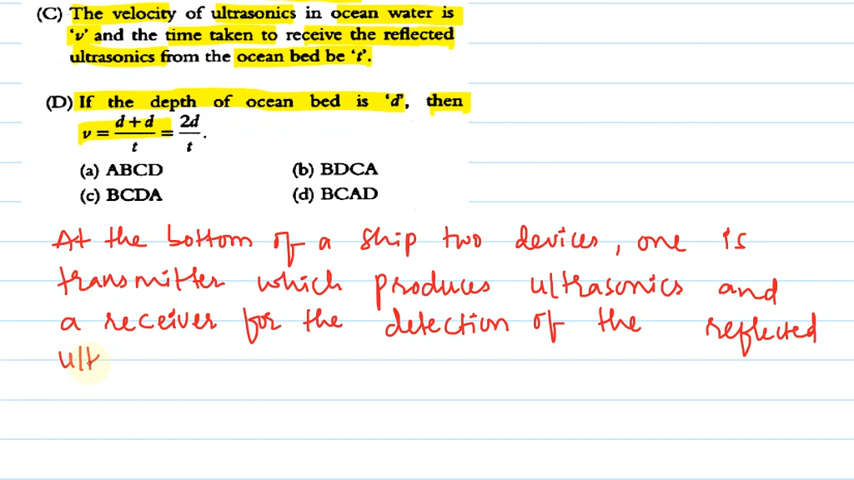 (C) The velocity of ultrasonics in ocean water is
'v' and the time taken to receive the reflected
ultrasonics from the ocean bed be 't'.
(D) If the depth of ocean bed is 'd', then
v = (d+d)/t = 2d/t.
(a) ABCD (b) BDCA
(c) BCDA (d) BCAD
At the bottom of a ship two devices, one is
transmitter which produces ultrasonics and
a receiver for the detection of the reflected
ult